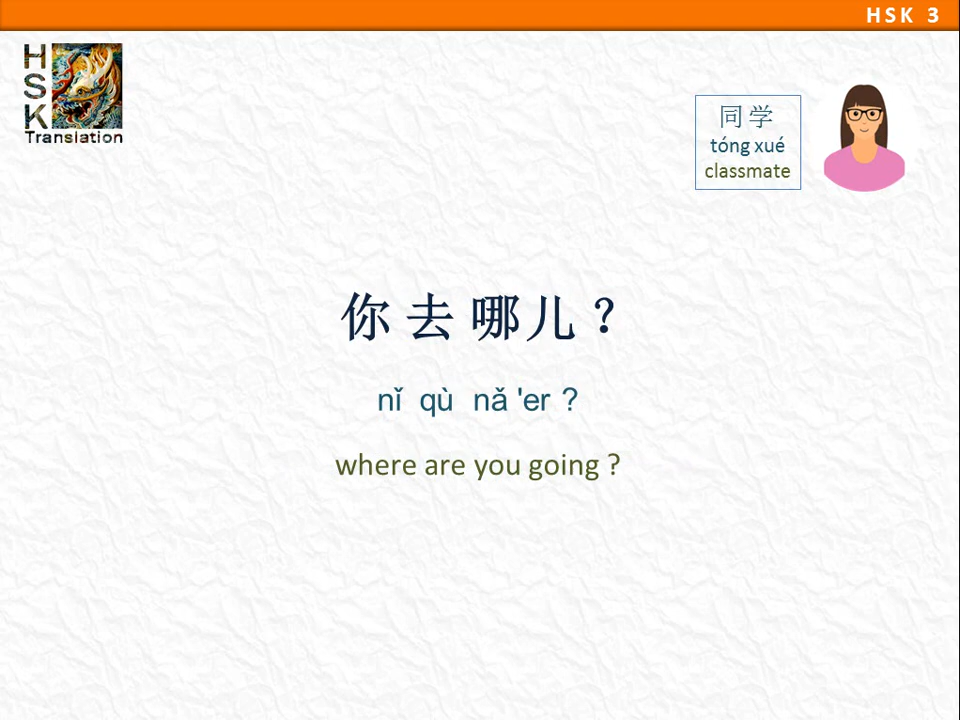 HSK 3
HSK
Translation
同学
tóng xué
classmate
你去哪儿？
nǐ qù nǎ 'er ?
where are you going ?